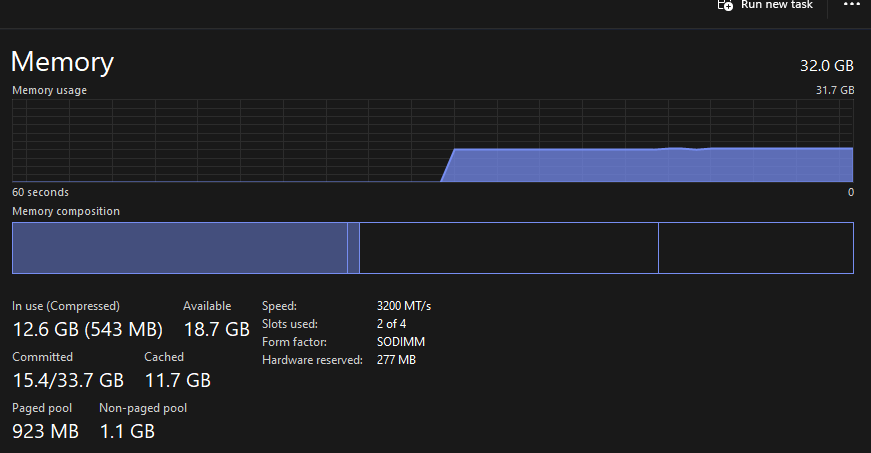 Run new task
Memory 32.0 GB
Memory usage 31.7 GB
60 seconds 0
Memory composition
In use (Compressed) Available Speed: 3200 MT/s
12.6 GB (543 MB) 18.7 GB Slots used: 2 of 4
Form factor: SODIMM
Committed Cached Hardware reserved: 277 MB
15.4/33.7 GB 11.7 GB
Paged pool Non-paged pool
923 MB 1.1 GB